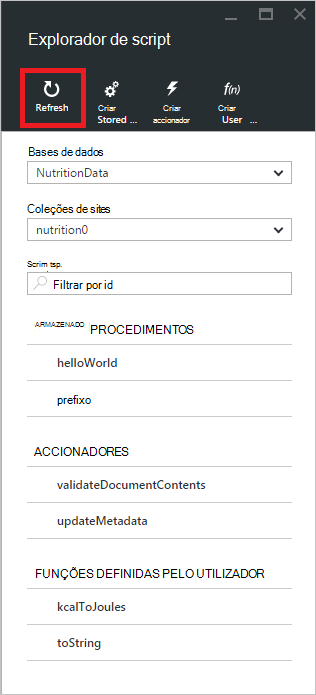 Explorador de script
Refresh
Criar
Stored ...
Criar
accionador
f(n)
Criar
User ...
Bases de dados
NutritionData
Coleções de sites
nutrition0
Scrim tsp.
Filtrar por id
ARMAZENADO PROCEDIMENTOS
helloWorld
prefixo
ACCIONADORES
validateDocumentContents
updateMetadata
FUNÇÕES DEFINIDAS PELO UTILIZADOR
kcalToJoules
toString